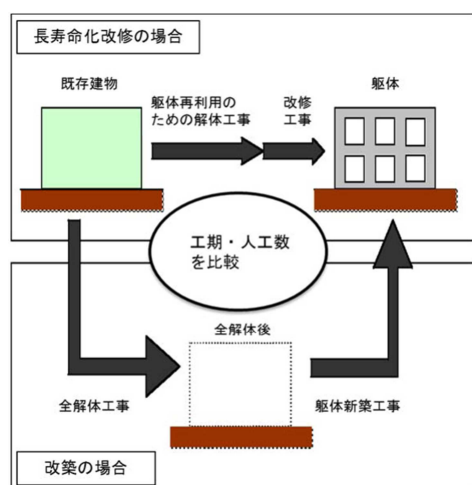 長寿命化改修の場合
既存建物
躯体再利用の
ための解体工事
改修
工事
躯体
工期・人工数
を比較
全解体後
全解体工事
躯体新築工事
改築の場合